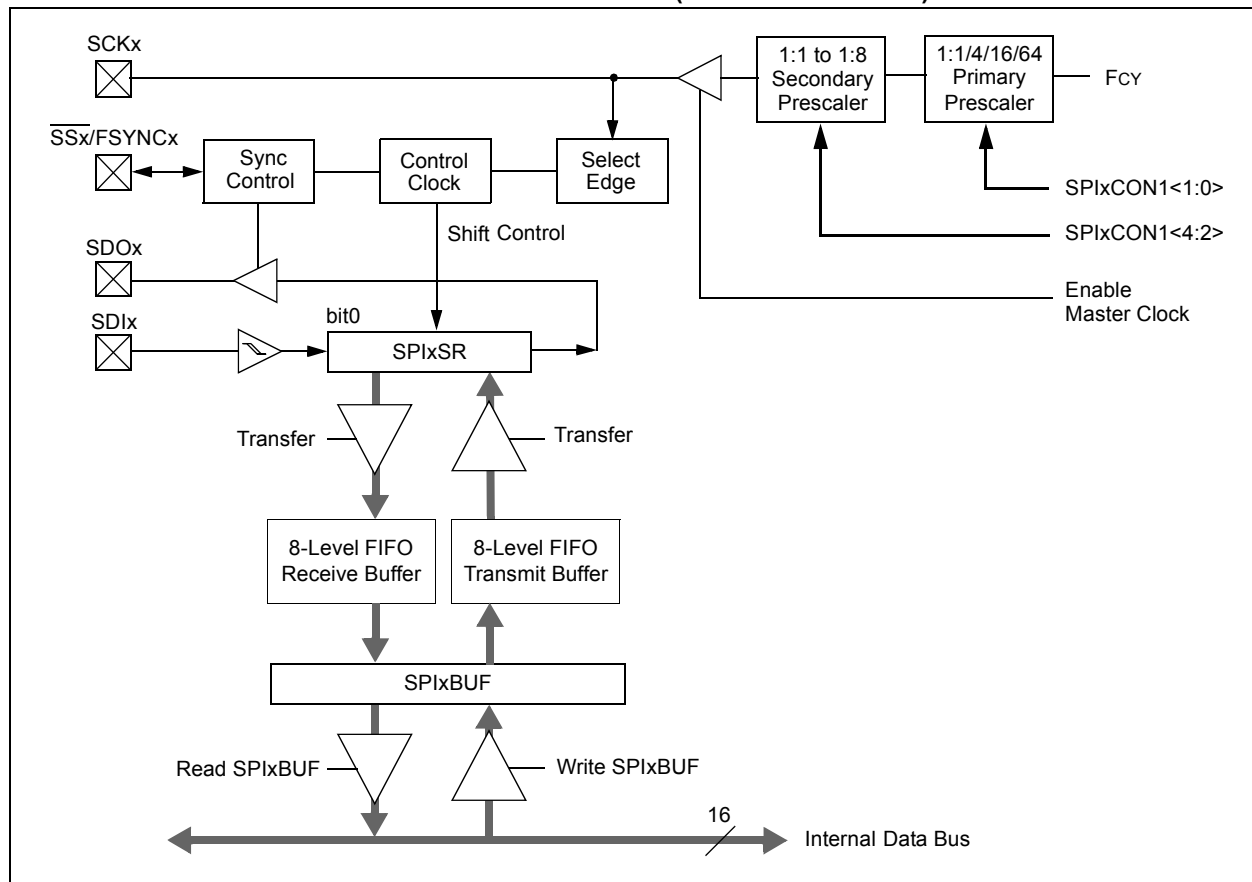 SCKx
1:1 to 1:8
Secondary
Prescaler
1:1/4/16/64
Primary
Prescaler
FCY
SSx/FSYNCx
Sync
Control
Control
Clock
Select
Edge
SPIxCON1<1:0>
Shift Control
SPIxCON1<4:2>
SDOx
Enable
Master Clock
SDIx
bit0
SPIxSR
Transfer
Transfer
8-Level FIFO
Receive Buffer
8-Level FIFO
Transmit Buffer
SPIxBUF
Read SPIxBUF
Write SPIxBUF
16
Internal Data Bus